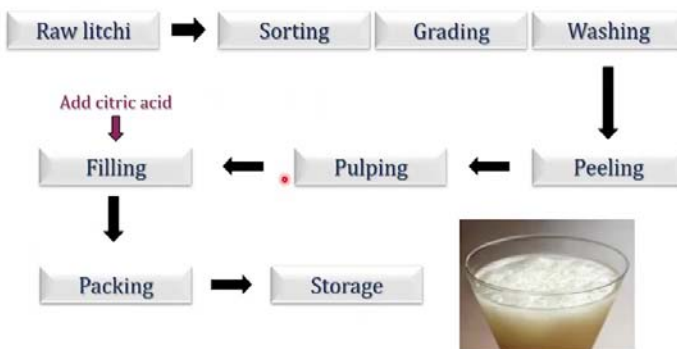 Raw litchi
Sorting
Grading
Washing
Add citric acid
Filling
Pulping
Peeling
Packing
Storage